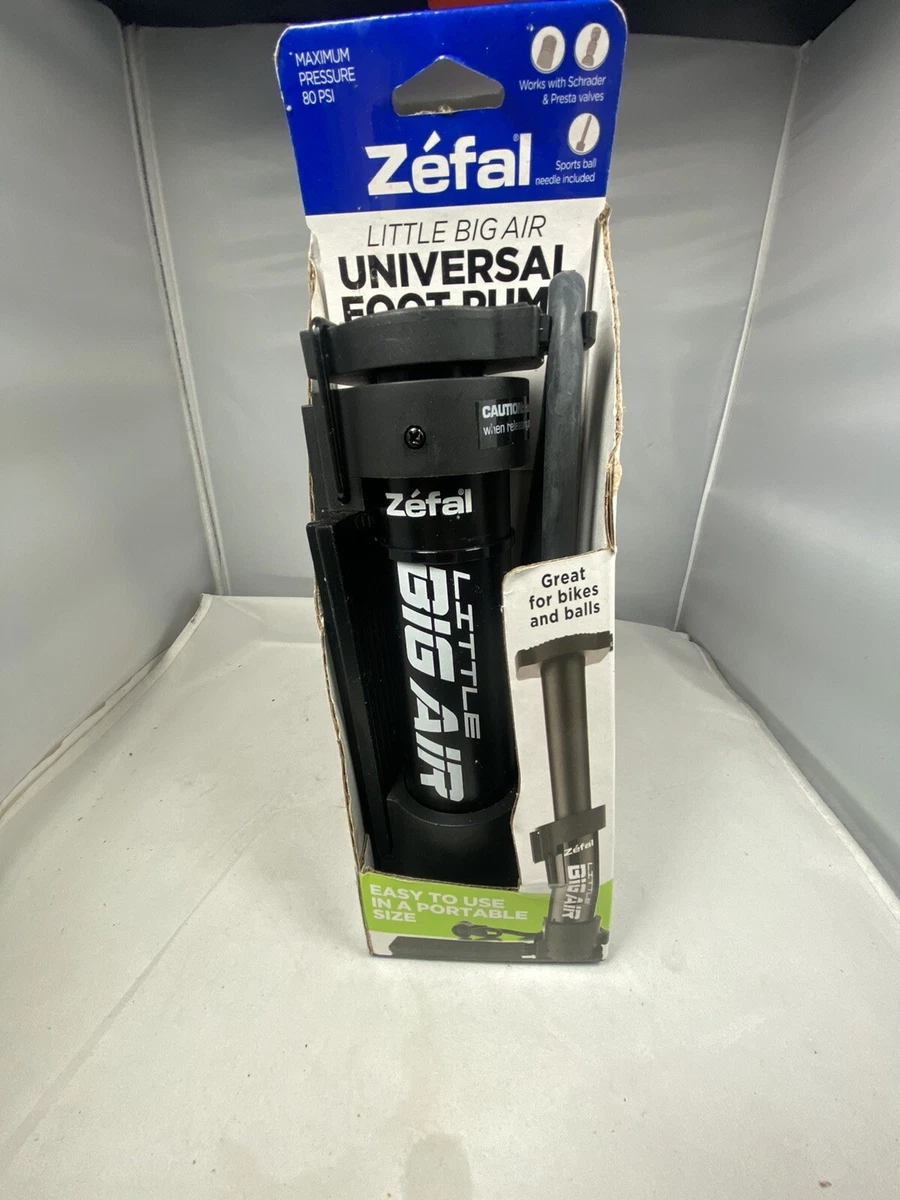 MAXIMUM
PRESSURE
80 PSI
Works with Schrader
& Presta valves
Sports ball
needle included
Zéfal®
LITTLE BIG AIR
UNIVERSAL
FOOT PUMP
CAUTION
when
Zéfal
LITTLE
BIG AIR
Great
for bikes
and balls
Zéfal
LITTLE
BIG AIR
EASY TO USE
IN A PORTABLE
SIZE